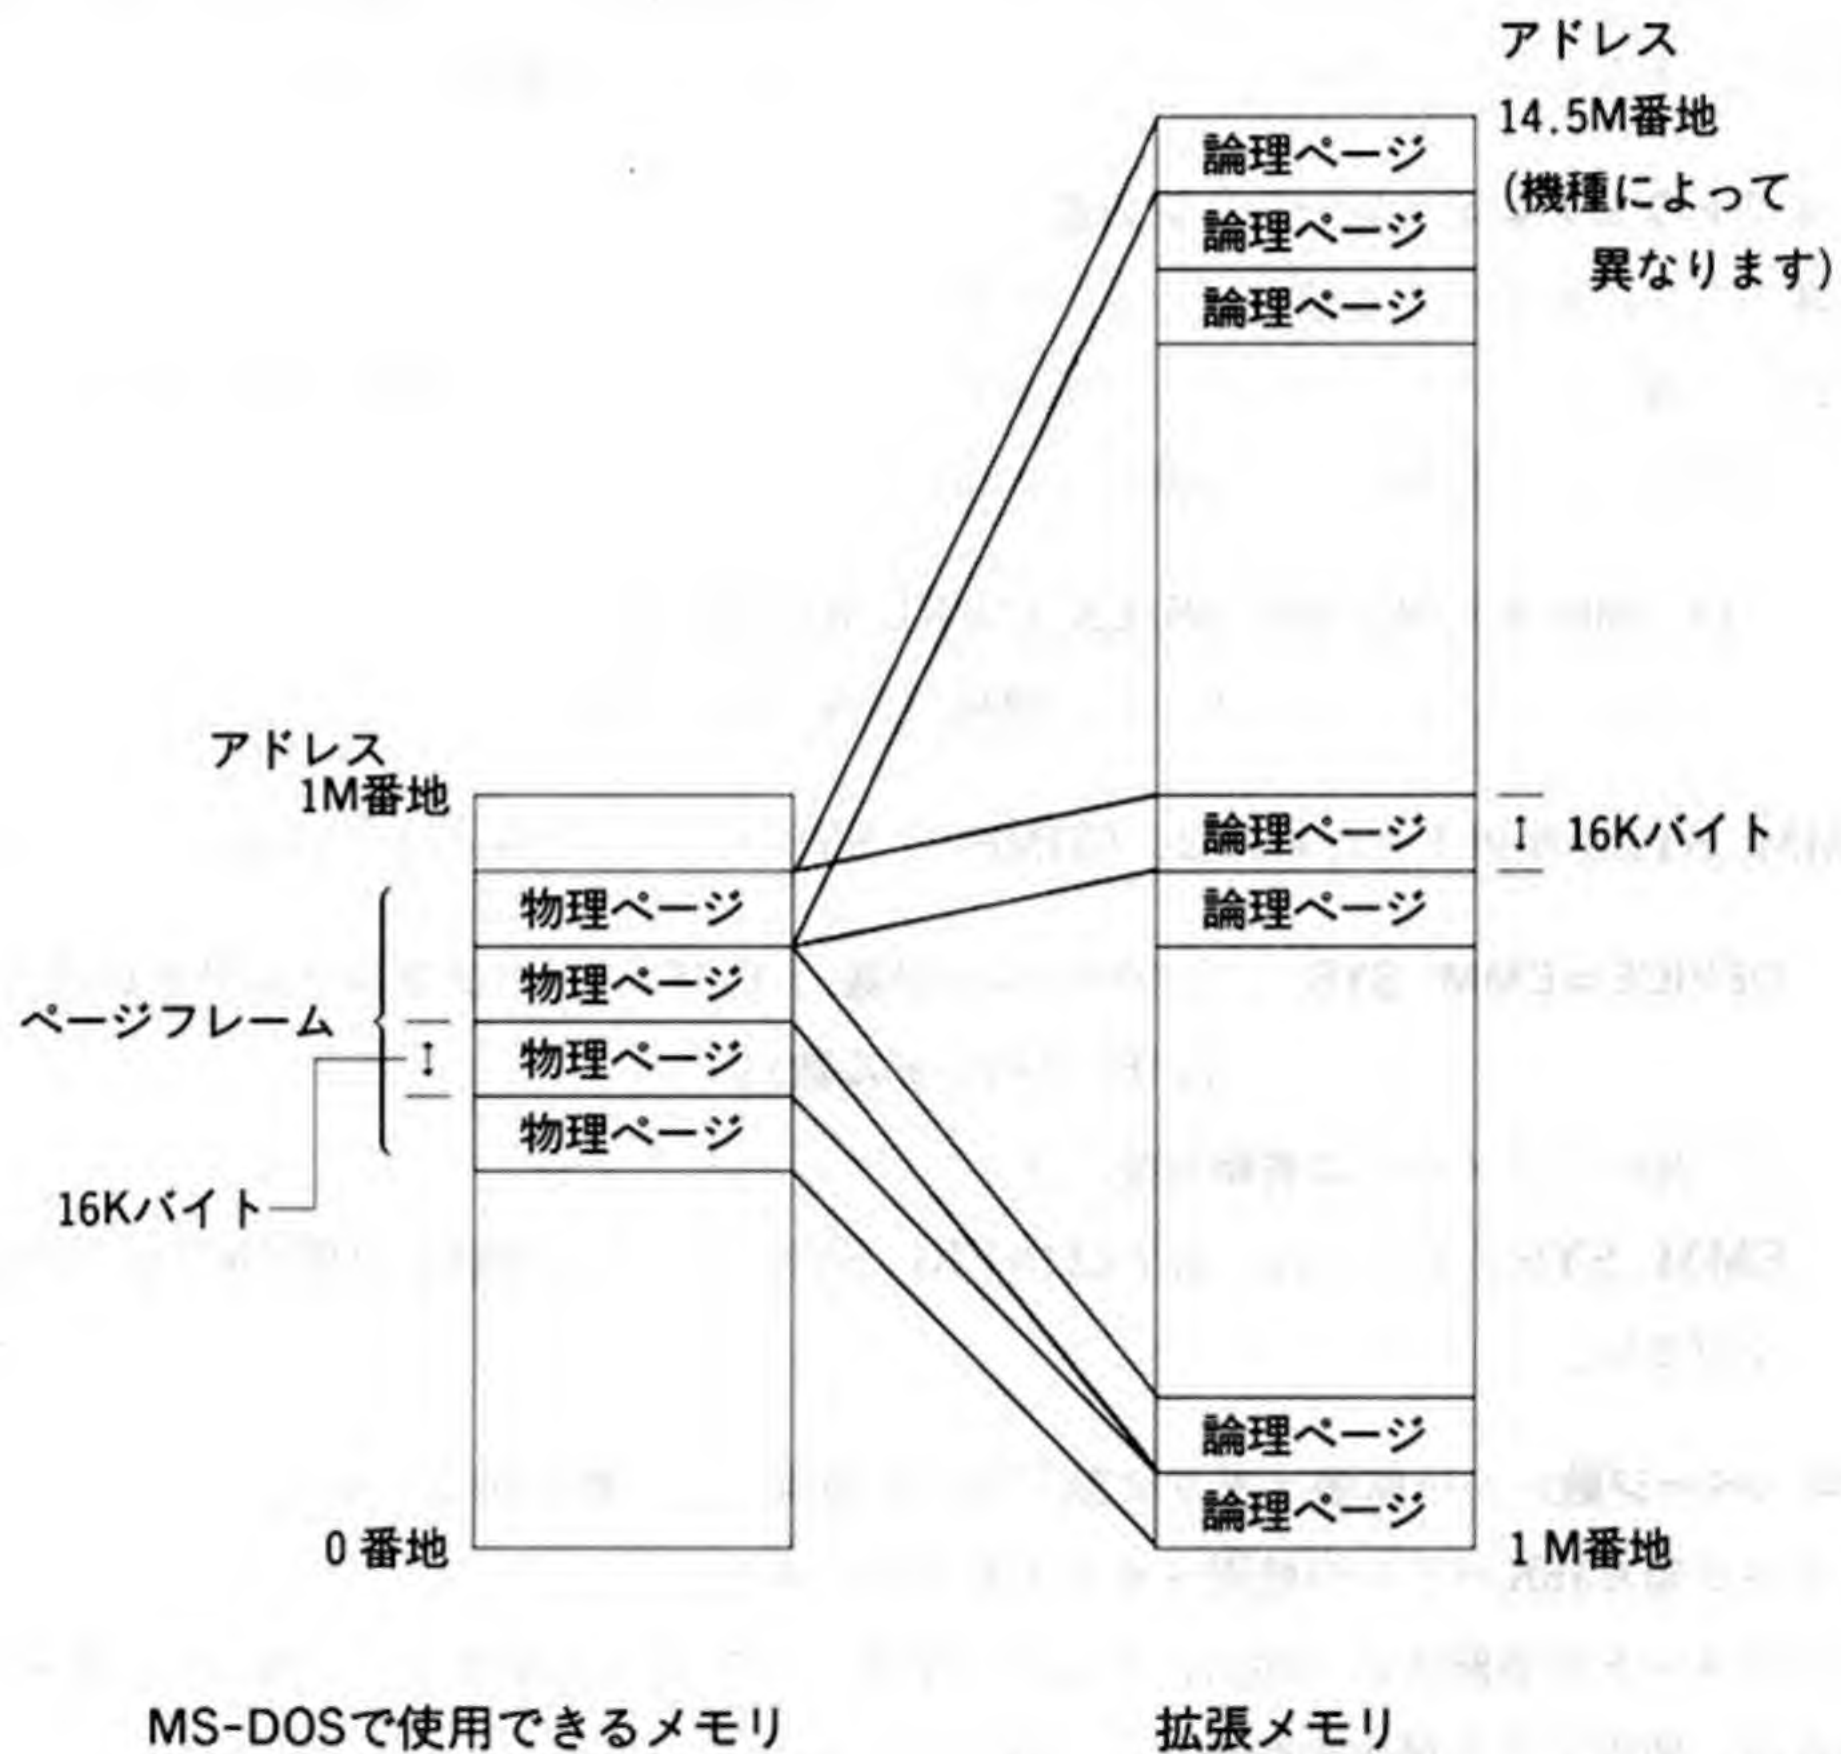 アドレス
14.5M番地
(機種によって
異なります)
論理ページ
論理ページ
論理ページ
アドレス
1M番地
論理ページ
16Kバイト
論理ページ
物理ページ
物理ページ
物理ページ
物理ページ
ページフレーム
16Kバイト
論理ページ
論理ページ
0番地
1M番地
MS-DOSで使用できるメモリ
拡張メモリ